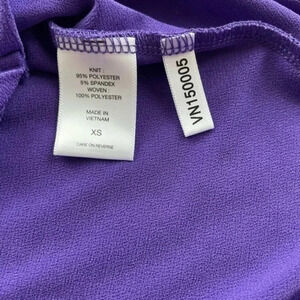 KNIT :
95% POLYESTER
5% SPANDEX
WOVEN
100% POLYESTER
MADE IN
VIETNAM
XS
CARE ON REVERSE
VN150005